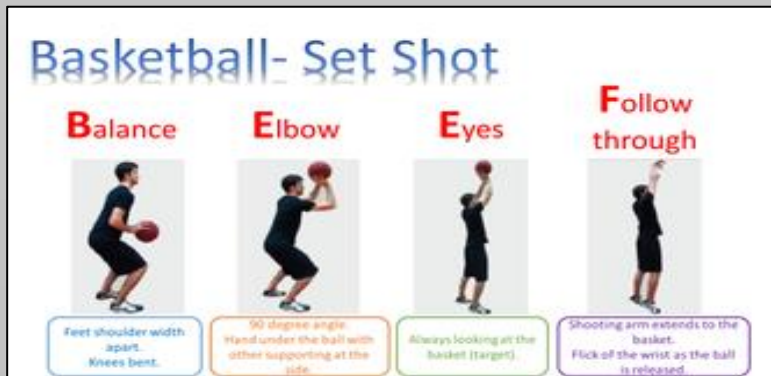 Basketball- Set Shot
Balance
Feet shoulder width
apart.
Knees bent.
Elbow
90 degree angle.
Hand under the ball with
other supporting at the
side.
Eyes
Always looking at the
basket (target).
Follow
through
Shooting arm extends to the
basket.
Flick of the wrist as the ball
is released.